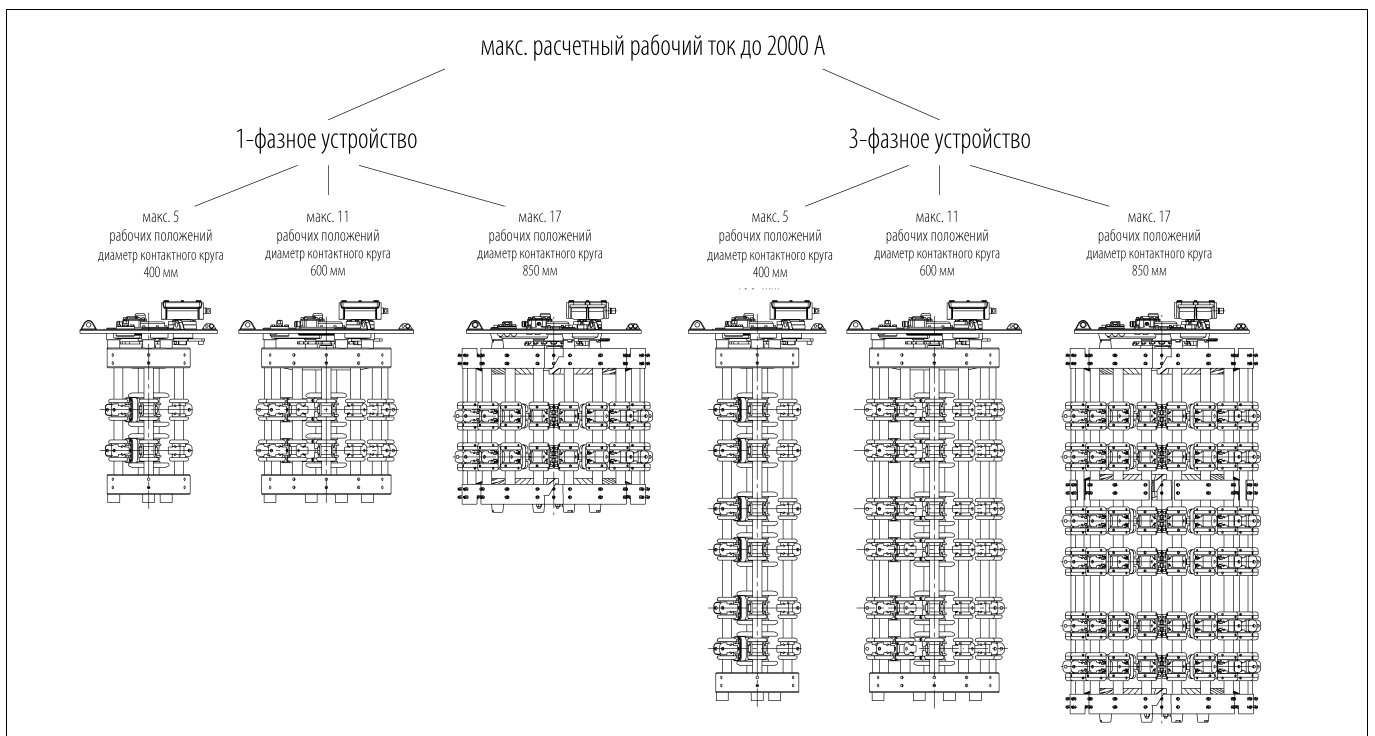 макс. расчетный рабочий ток до 2000 А
1-фазное устройство
3-фазное устройство
макс. 5
рабочих положений
диаметр контактного круга
400 мм
макс. 11
рабочих положений
диаметр контактного круга
600 мм
макс. 17
рабочих положений
диаметр контактного круга
850 мм
макс. 5
рабочих положений
диаметр контактного круга
400 мм
макс. 11
рабочих положений
диаметр контактного круга
600 мм
макс. 17
рабочих положений
диаметр контактного круга
850 мм